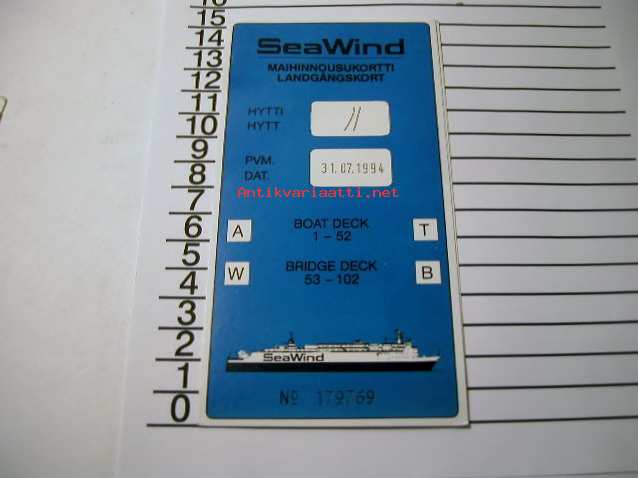 16
15
14
13
12
11
10
9
8
7
6
5
4
3
2
1
0
SeaWind
MAIHINNOUSUKORTTI
LANDGÅNGSKORT
HYTTI
HYTT
//
PVM.
DAT.
31.07.1994
Antikvariaatti.net
A
BOAT DECK
1 – 52
T
W
BRIDGE DECK
53 – 102
B
SeaWind
Nº 179769